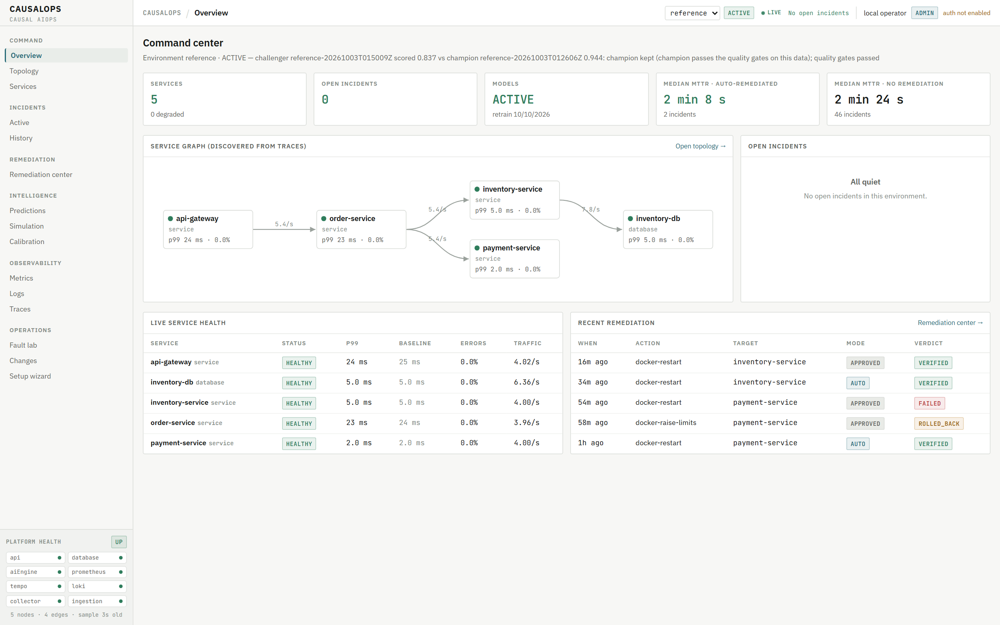 CAUSALOPS
CAUSAL AIOPS
COMMAND
Overview
Topology
Services
INCIDENTS
Active
History
REMEDIATION
Remediation center
INTELLIGENCE
Predictions
Simulation
Calibration
OBSERVABILITY
Metrics
Logs
Traces
OPERATIONS
Fault lab
Changes
Setup wizard
PLATFORM HEALTH UP
api database
aiEngine prometheus
tempo loki
collector ingestion
5 nodes · 4 edges · sample 3s old
CAUSALOPS / Overview
reference ACTIVE LIVE No open incidents local operator ADMIN auth not enabled
Command center
Environment reference · ACTIVE — challenger reference-20261003T015009Z scored 0.837 vs champion reference-20261003T012606Z 0.944: champion kept (champion passes the quality gates on this data); quality gates passed
SERVICES
5
0 degraded
OPEN INCIDENTS
0
MODELS
ACTIVE
retrain 10/10/2026
MEDIAN MTTR · AUTO-REMEDIATED
2 min 8 s
2 incidents
MEDIAN MTTR · NO REMEDIATION
2 min 24 s
46 incidents
SERVICE GRAPH (DISCOVERED FROM TRACES) Open topology →
api-gateway
service
p99 24 ms · 0.0%
5.4/s
order-service
service
p99 23 ms · 0.0%
5.4/s
5.4/s
inventory-service
service
p99 5.0 ms · 0.0%
payment-service
service
p99 2.0 ms · 0.0%
7.8/s
inventory-db
database
p99 5.0 ms · 0.0%
OPEN INCIDENTS
All quiet
No open incidents in this environment.
LIVE SERVICE HEALTH
SERVICE STATUS P99 BASELINE ERRORS TRAFFIC
api-gateway service HEALTHY 24 ms 25 ms 0.0% 4.02/s
inventory-db database HEALTHY 5.0 ms 5.0 ms 0.0% 6.36/s
inventory-service service HEALTHY 5.0 ms 5.0 ms 0.0% 4.00/s
order-service service HEALTHY 23 ms 24 ms 0.0% 3.96/s
payment-service service HEALTHY 2.0 ms 2.0 ms 0.0% 4.00/s
RECENT REMEDIATION Remediation center →
WHEN ACTION TARGET MODE VERDICT
16m ago docker-restart inventory-service APPROVED VERIFIED
34m ago docker-restart inventory-service AUTO VERIFIED
54m ago docker-restart payment-service APPROVED FAILED
58m ago docker-raise-limits payment-service APPROVED ROLLED_BACK
1h ago docker-restart payment-service AUTO VERIFIED